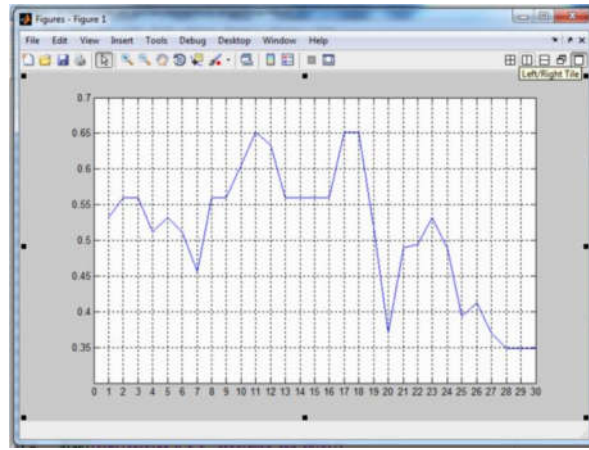 Figures - Figure 1
File Edit View Insert Tools Debug Desktop Window Help
Left/Right Tile
0.7
0.65
0.6
0.55
0.5
0.45
0.4
0.35
0 1 2 3 4 5 6 7 8 9 10 11 12 13 14 15 16 17 18 19 20 21 22 23 24 25 26 27 28 29 30